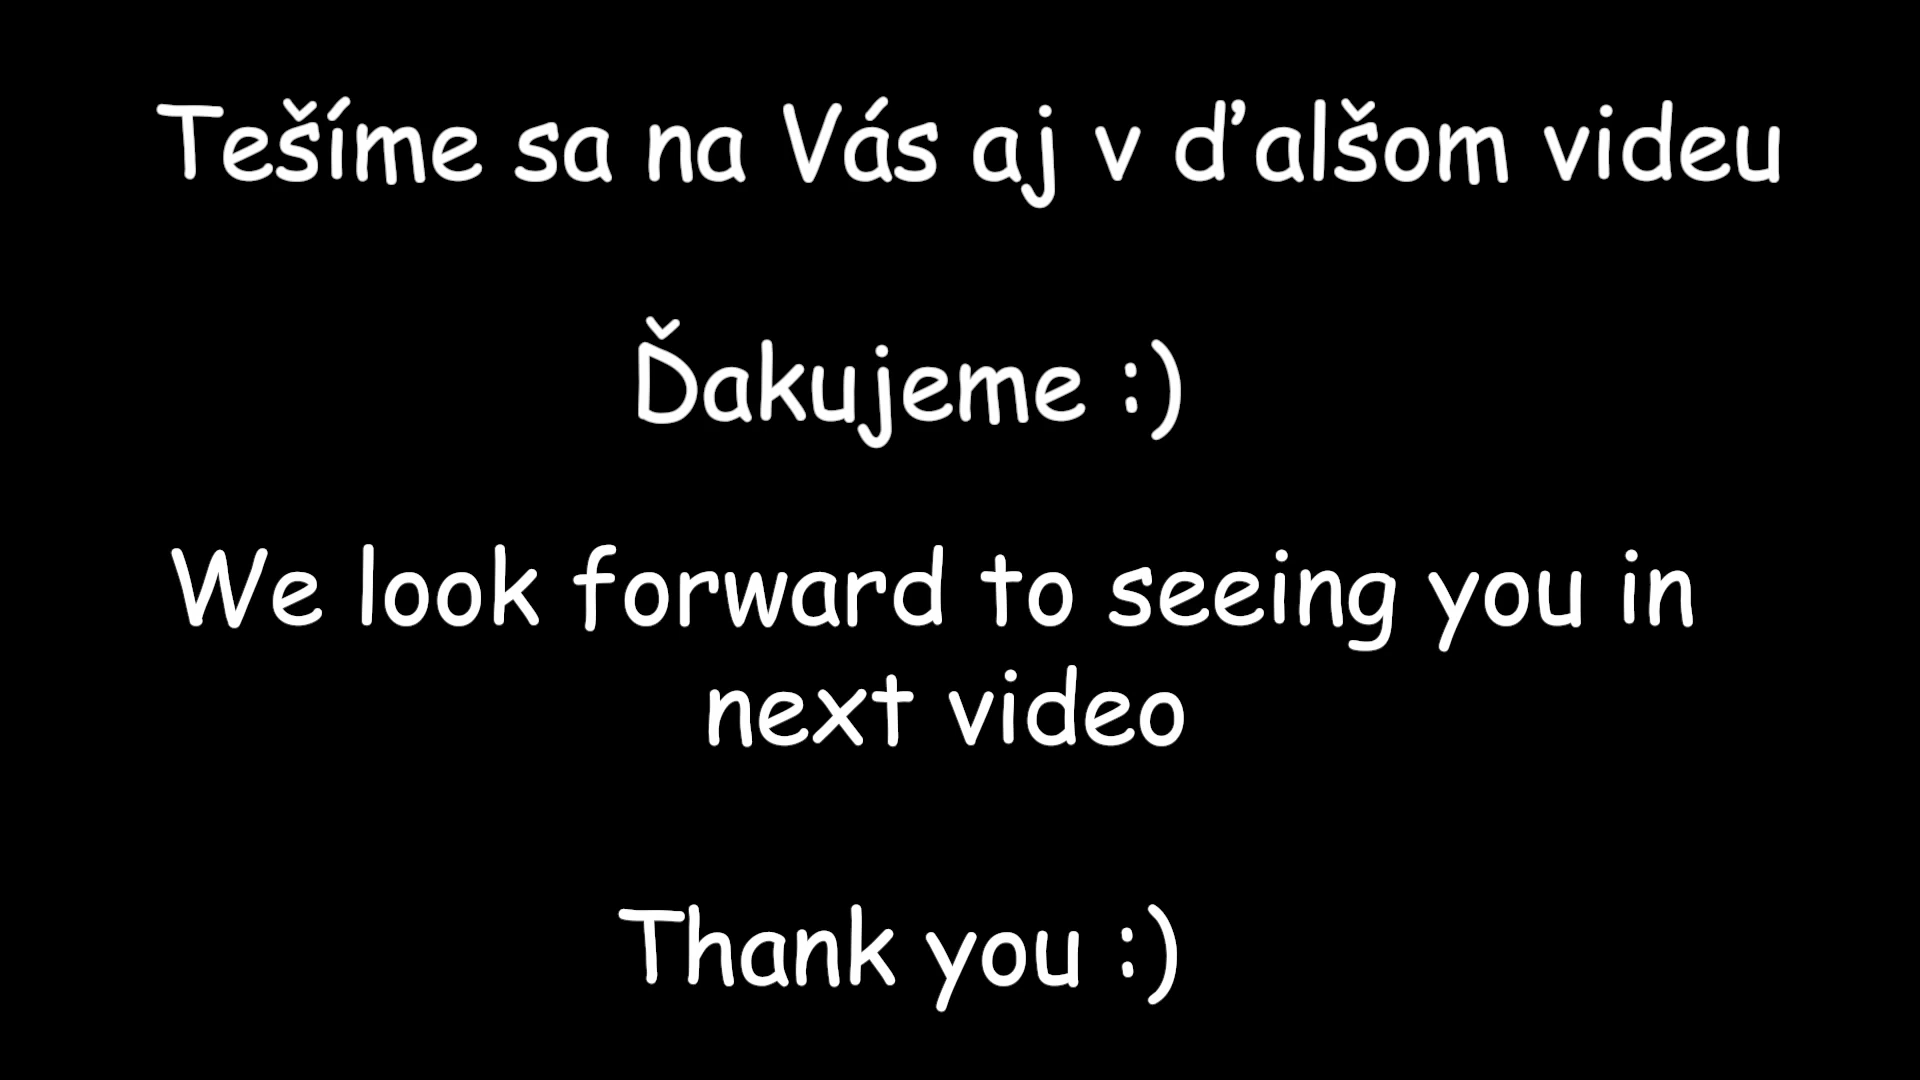 Tešíme sa na Vás aj v ďalšom videu
Ďakujeme :)
We look forward to seeing you in
next video
Thank you :)